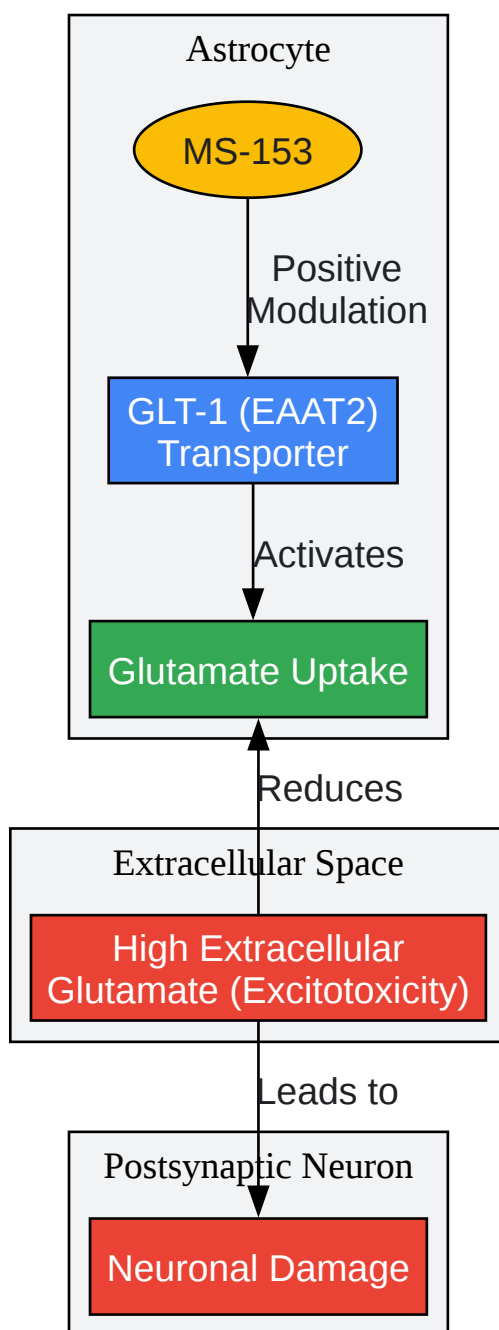 Astrocyte
MS-153
Positive
Modulation
GLT-1 (EAAT2)
Transporter
Activates
Glutamate Uptake
Reduces
Extracellular Space
High Extracellular
Glutamate (Excitotoxicity)
Leads to
Postsynaptic Neuron
Neuronal Damage